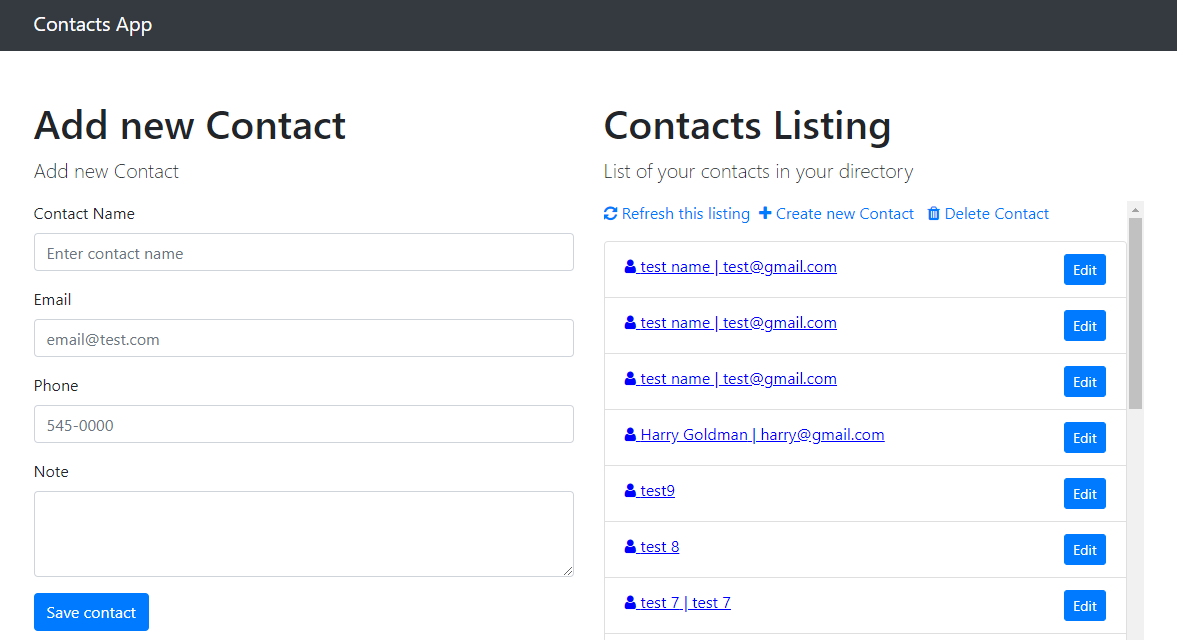 Contacts App
Add new Contact
Add new Contact
Contact Name
Enter contact name
Email
email@test.com
Phone
545-0000
Note
Save contact
Contacts Listing
List of your contacts in your directory
Refresh this listing Create new Contact Delete Contact
test name | test@gmail.com Edit
test name | test@gmail.com Edit
test name | test@gmail.com Edit
Harry Goldman | harry@gmail.com Edit
test9 Edit
test 8 Edit
test 7 | test 7 Edit